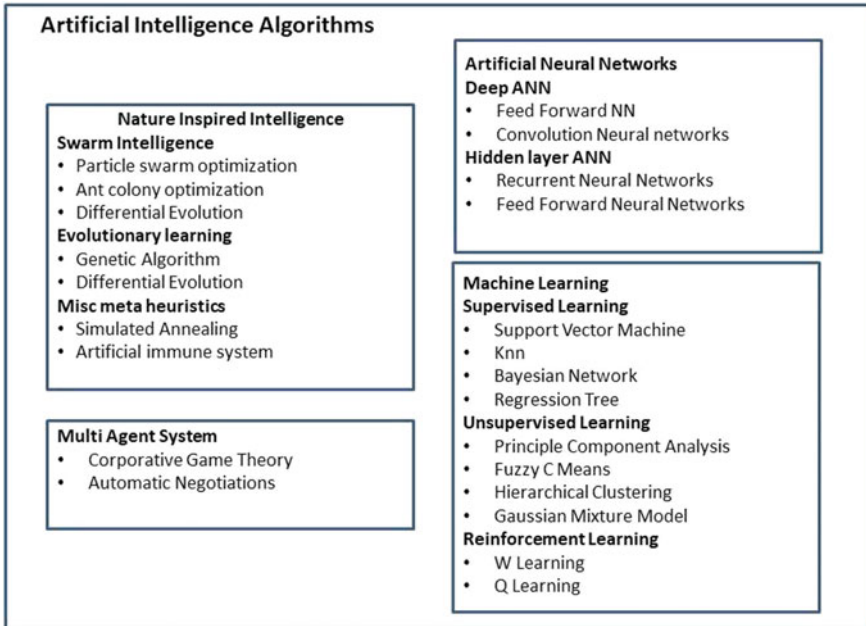 Artificial Intelligence Algorithms
Nature Inspired Intelligence
Swarm Intelligence
• Particle swarm optimization
• Ant colony optimization
• Differential Evolution
Evolutionary learning
• Genetic Algorithm
• Differential Evolution
Misc meta heuristics
• Simulated Annealing
• Artificial immune system
Multi Agent System
• Corporative Game Theory
• Automatic Negotiations
Artificial Neural Networks
Deep ANN
• Feed Forward NN
• Convolution Neural networks
Hidden layer ANN
• Recurrent Neural Networks
• Feed Forward Neural Networks
Machine Learning
Supervised Learning
• Support Vector Machine
• Knn
• Bayesian Network
• Regression Tree
Unsupervised Learning
• Principle Component Analysis
• Fuzzy C Means
• Hierarchical Clustering
• Gaussian Mixture Model
Reinforcement Learning
• W Learning
• Q Learning